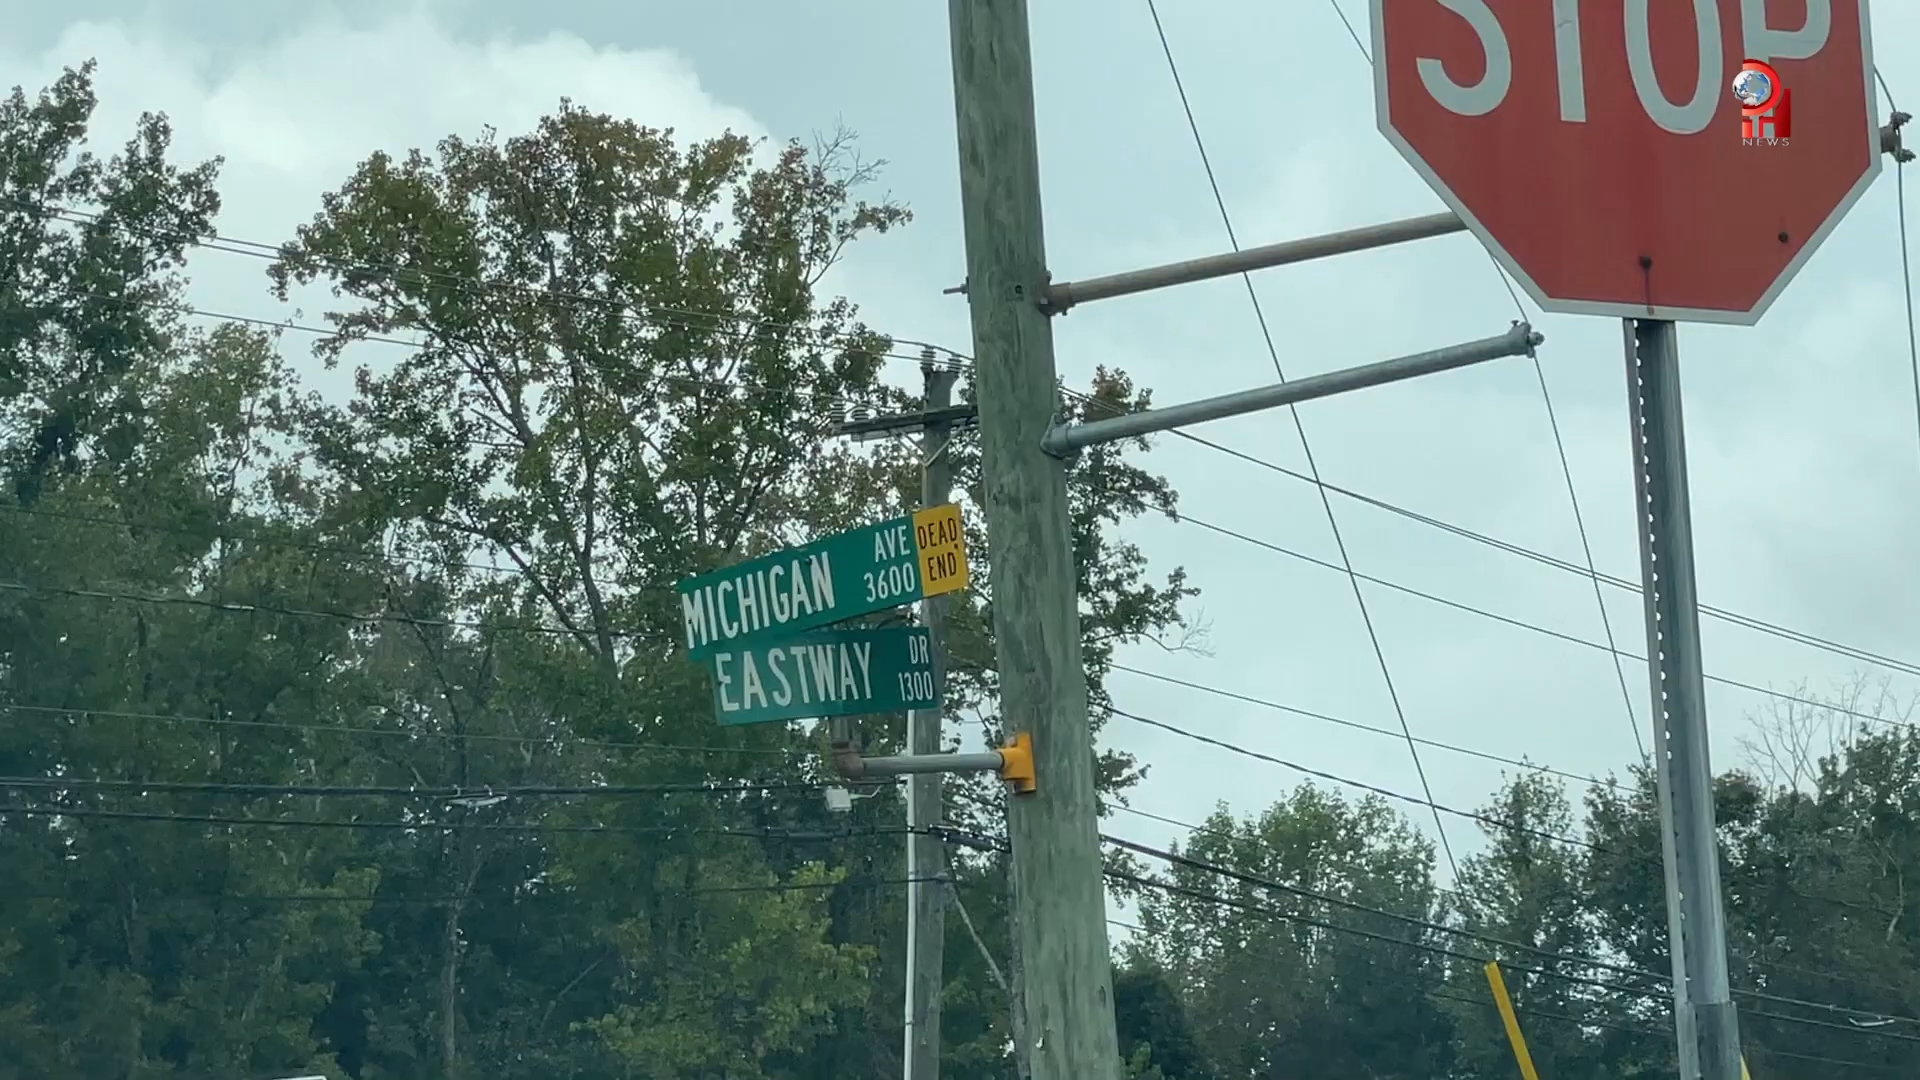 STOP
NEWS
MICHIGAN AVE 3600
DEAD END
EASTWAY DR 1300